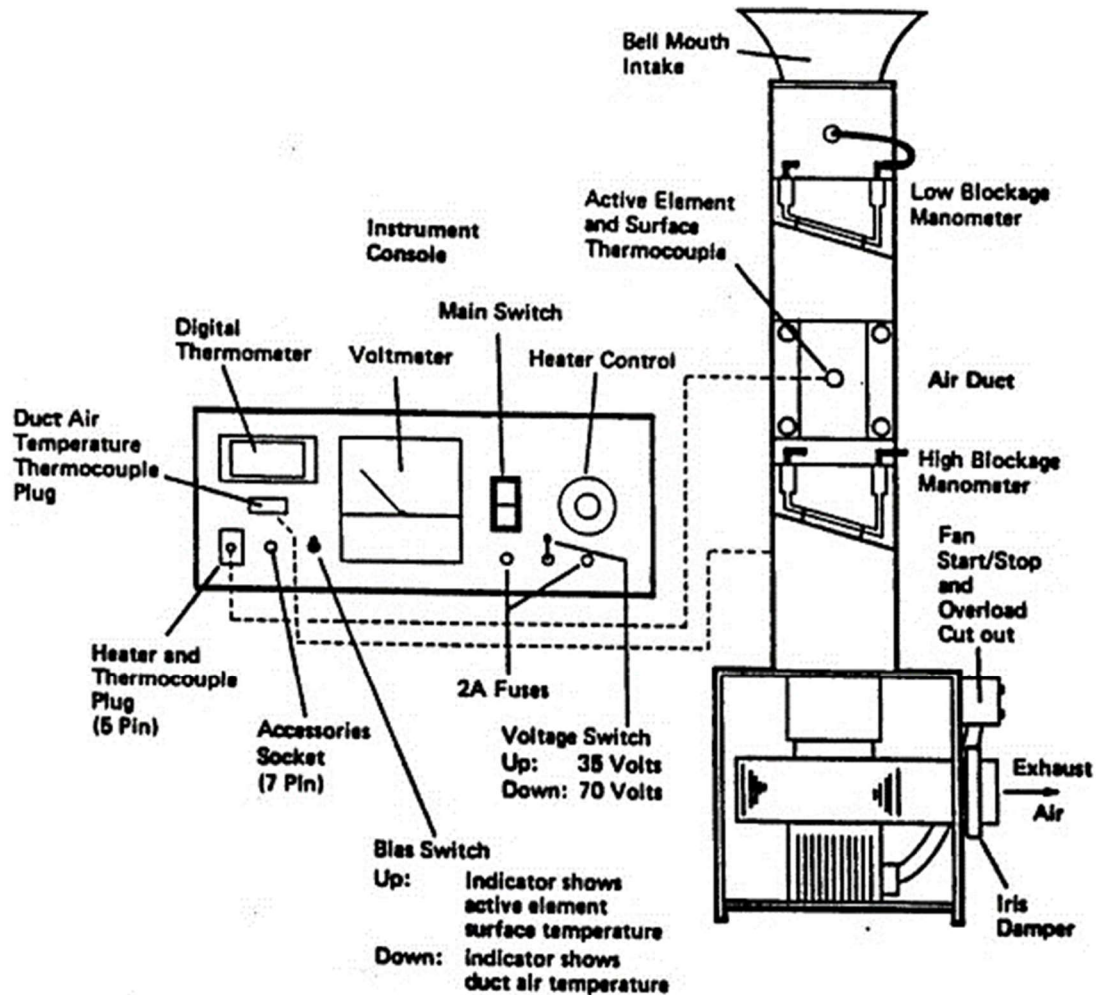 Bell Mouth
Intake
Low Blockage
Manometer
Active Element
and Surface
Thermocouple
Instrument
Console
Main Switch
Digital
Thermometer
Voltmeter
Heater Control
Air Duct
Duct Air
Temperature
Thermocouple
Plug
High Blockage
Manometer
Fan
Start/Stop
and
Overload
Cut out
Heater and
Thermocouple
Plug
(5 Pin)
2A Fuses
Accessories
Socket
(7 Pin)
Voltage Switch
Up: 35 Volts
Down: 70 Volts
Exhaust
Air
Bias Switch
Up: Indicator shows
active element
surface temperature
Down: indicator shows
duct air temperature
Iris
Damper